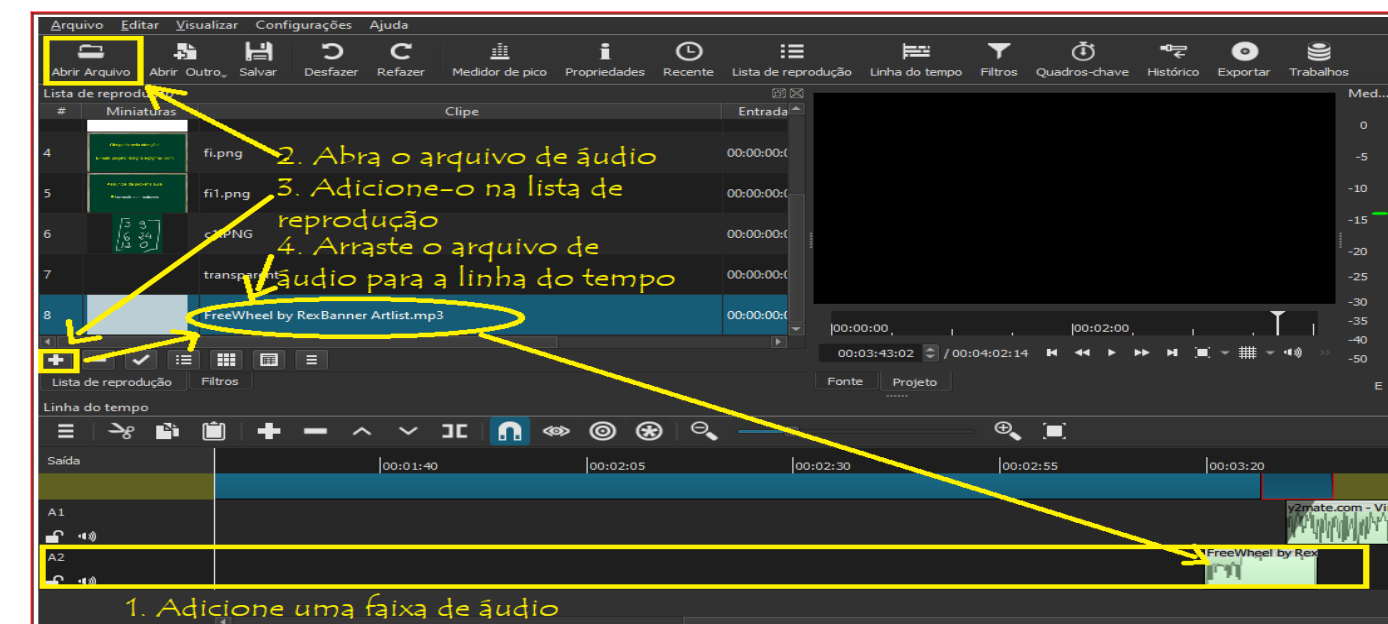 Arquivo Editar Visualizar Configurações Ajuda
Abrir Arquivo Abrir Outro Salvar Desfazer Refazer Medidor de pico Propriedades Recente Lista de reprodução Linha do tempo Filtros Quadros-chave Histórico Exportar Trabalhos
Lista de reprodução Med...
# Miniaturas Clipe Entrada
0
4 fi.png 2. Abra o arquivo de áudio 00:00:00:0
-5
5 fi1.png 3. Adicione-o na lista de 00:00:00:0
-10
reprodução
-15
6 c1.PNG 00:00:00:0
4. Arraste o arquivo de
-20
7 transparent áudio para a linha do tempo 00:00:00:0
-25
-30
8 FreeWheel by RexBanner Artlist.mp3 00:00:00:0
-35
00:00:00 00:02:00
-40
00:03:43:02 / 00:04:02:14
-50
Lista de reprodução Filtros Fonte Projeto E
Linha do tempo
Saída 00:01:40 00:02:05 00:02:30 00:02:55 00:03:20
A1 y2mate.com - Vi
A2 FreeWheel by Rex
1. Adicione uma faixa de áudio